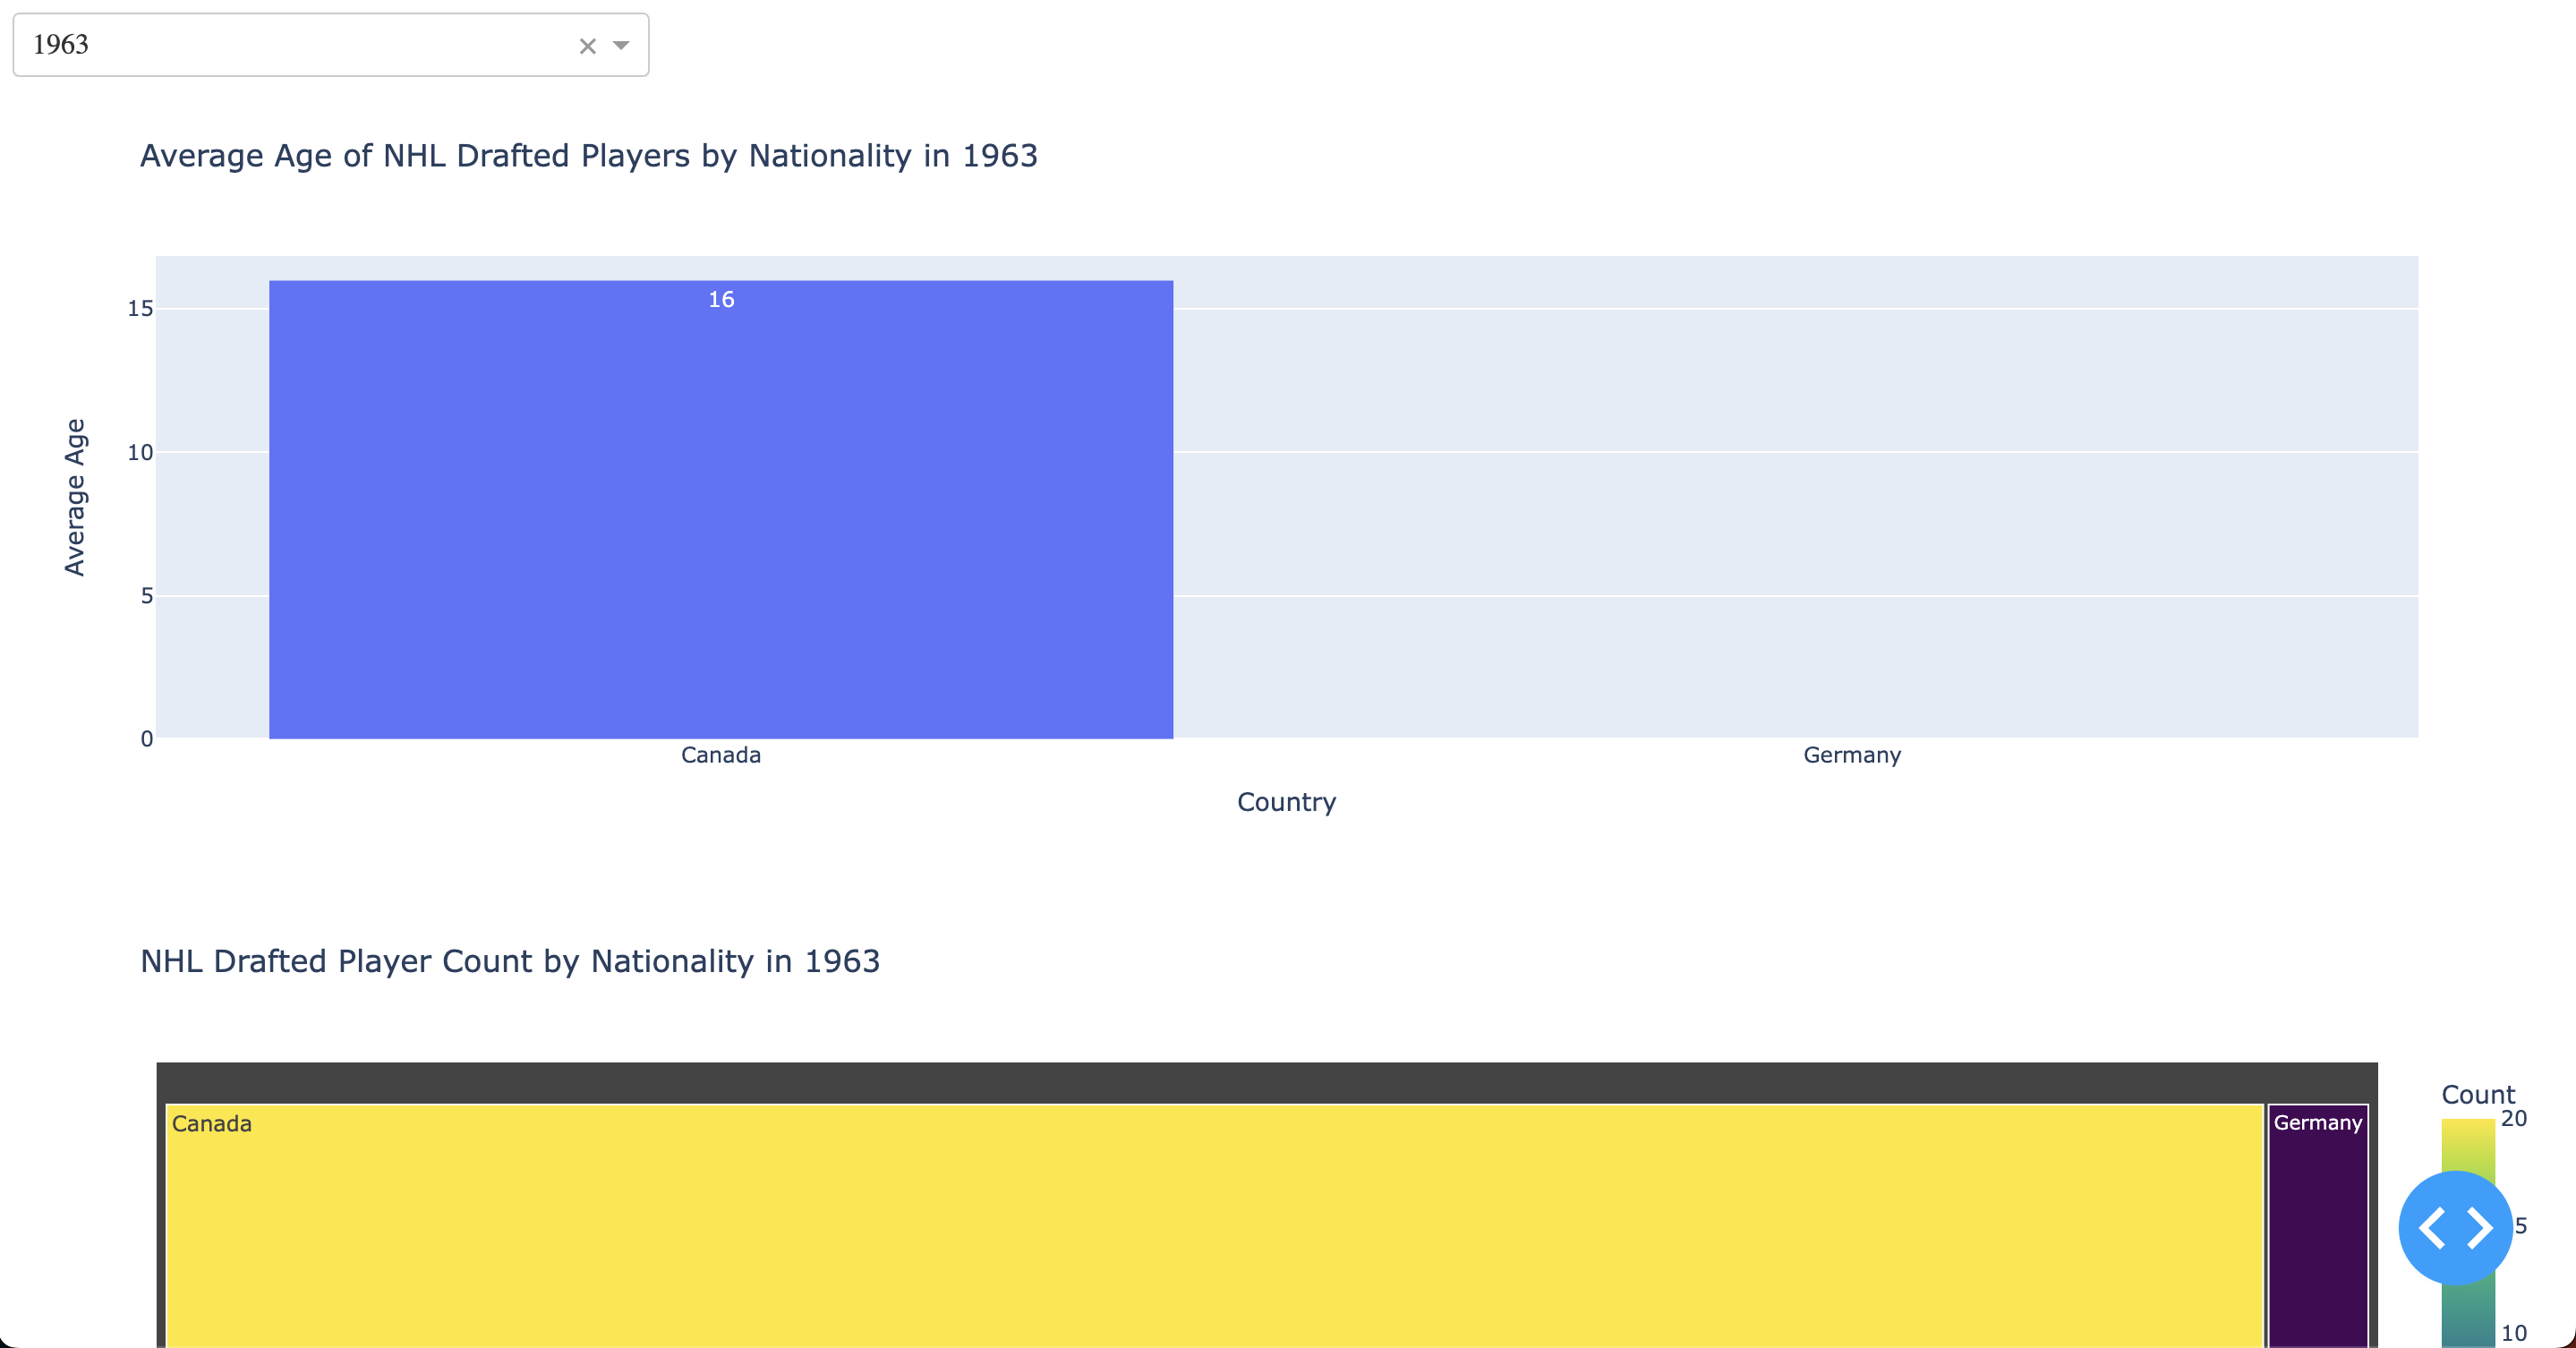 1963
Average Age of NHL Drafted Players by Nationality in 1963
15
10
5
0
16
Average Age
Canada
Germany
Country
NHL Drafted Player Count by Nationality in 1963
Canada
Germany
Count
20
5
10